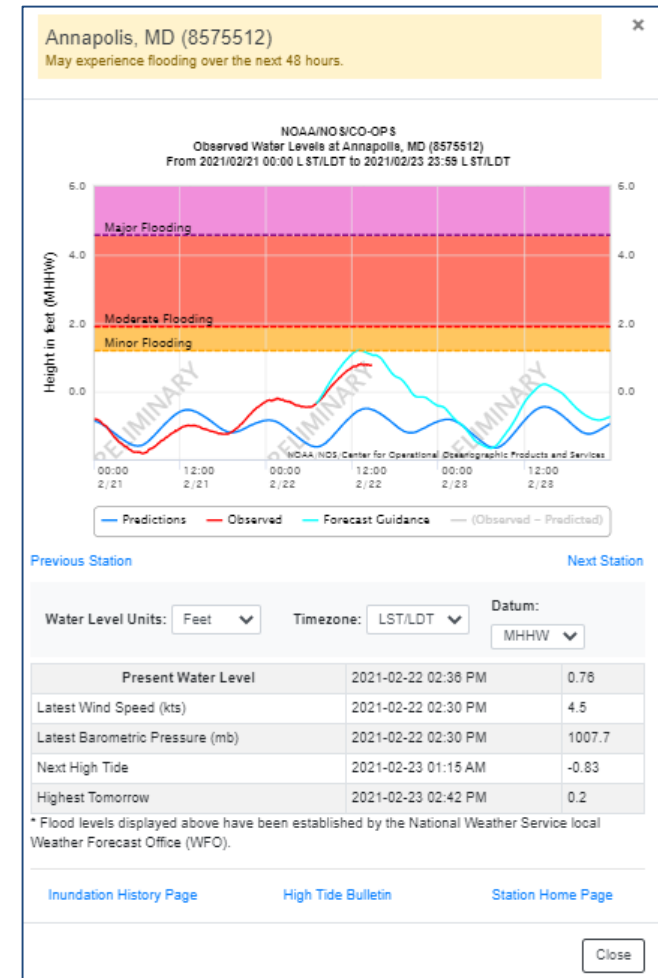 Annapolis, MD (8575512)
×
May experience flooding over the next 48 hours.
NOAA/NOS/CO-OPS
Observed Water Levels at Annapolis, MD (8575512)
From 2021/02/21 00:00 LST/LDT to 2021/02/23 23:59 LST/LDT
Height in feet (MHHW)
6.0 6.0
Major Flooding
4.0 4.0
Moderate Flooding
2.0 2.0
Minor Flooding
0.0 0.0
PRELIMINARY PRELIMINARY PRELIMINARY
NOAA/NOS/Center for Operational Oceanographic Products and Services
00:00 12:00 00:00 12:00 00:00 12:00
2/21 2/21 2/22 2/22 2/23 2/23
Predictions Observed Forecast Guidance (Observed – Predicted)
Previous Station Next Station
Water Level Units: Feet Timezone: LST/LDT Datum: MHHW
Present Water Level 2021-02-22 02:36 PM 0.76
Latest Wind Speed (kts) 2021-02-22 02:30 PM 4.5
Latest Barometric Pressure (mb) 2021-02-22 02:30 PM 1007.7
Next High Tide 2021-02-23 01:15 AM -0.83
Highest Tomorrow 2021-02-23 02:42 PM 0.2
* Flood levels displayed above have been established by the National Weather Service local
Weather Forecast Office (WFO).
Inundation History Page High Tide Bulletin Station Home Page
Close